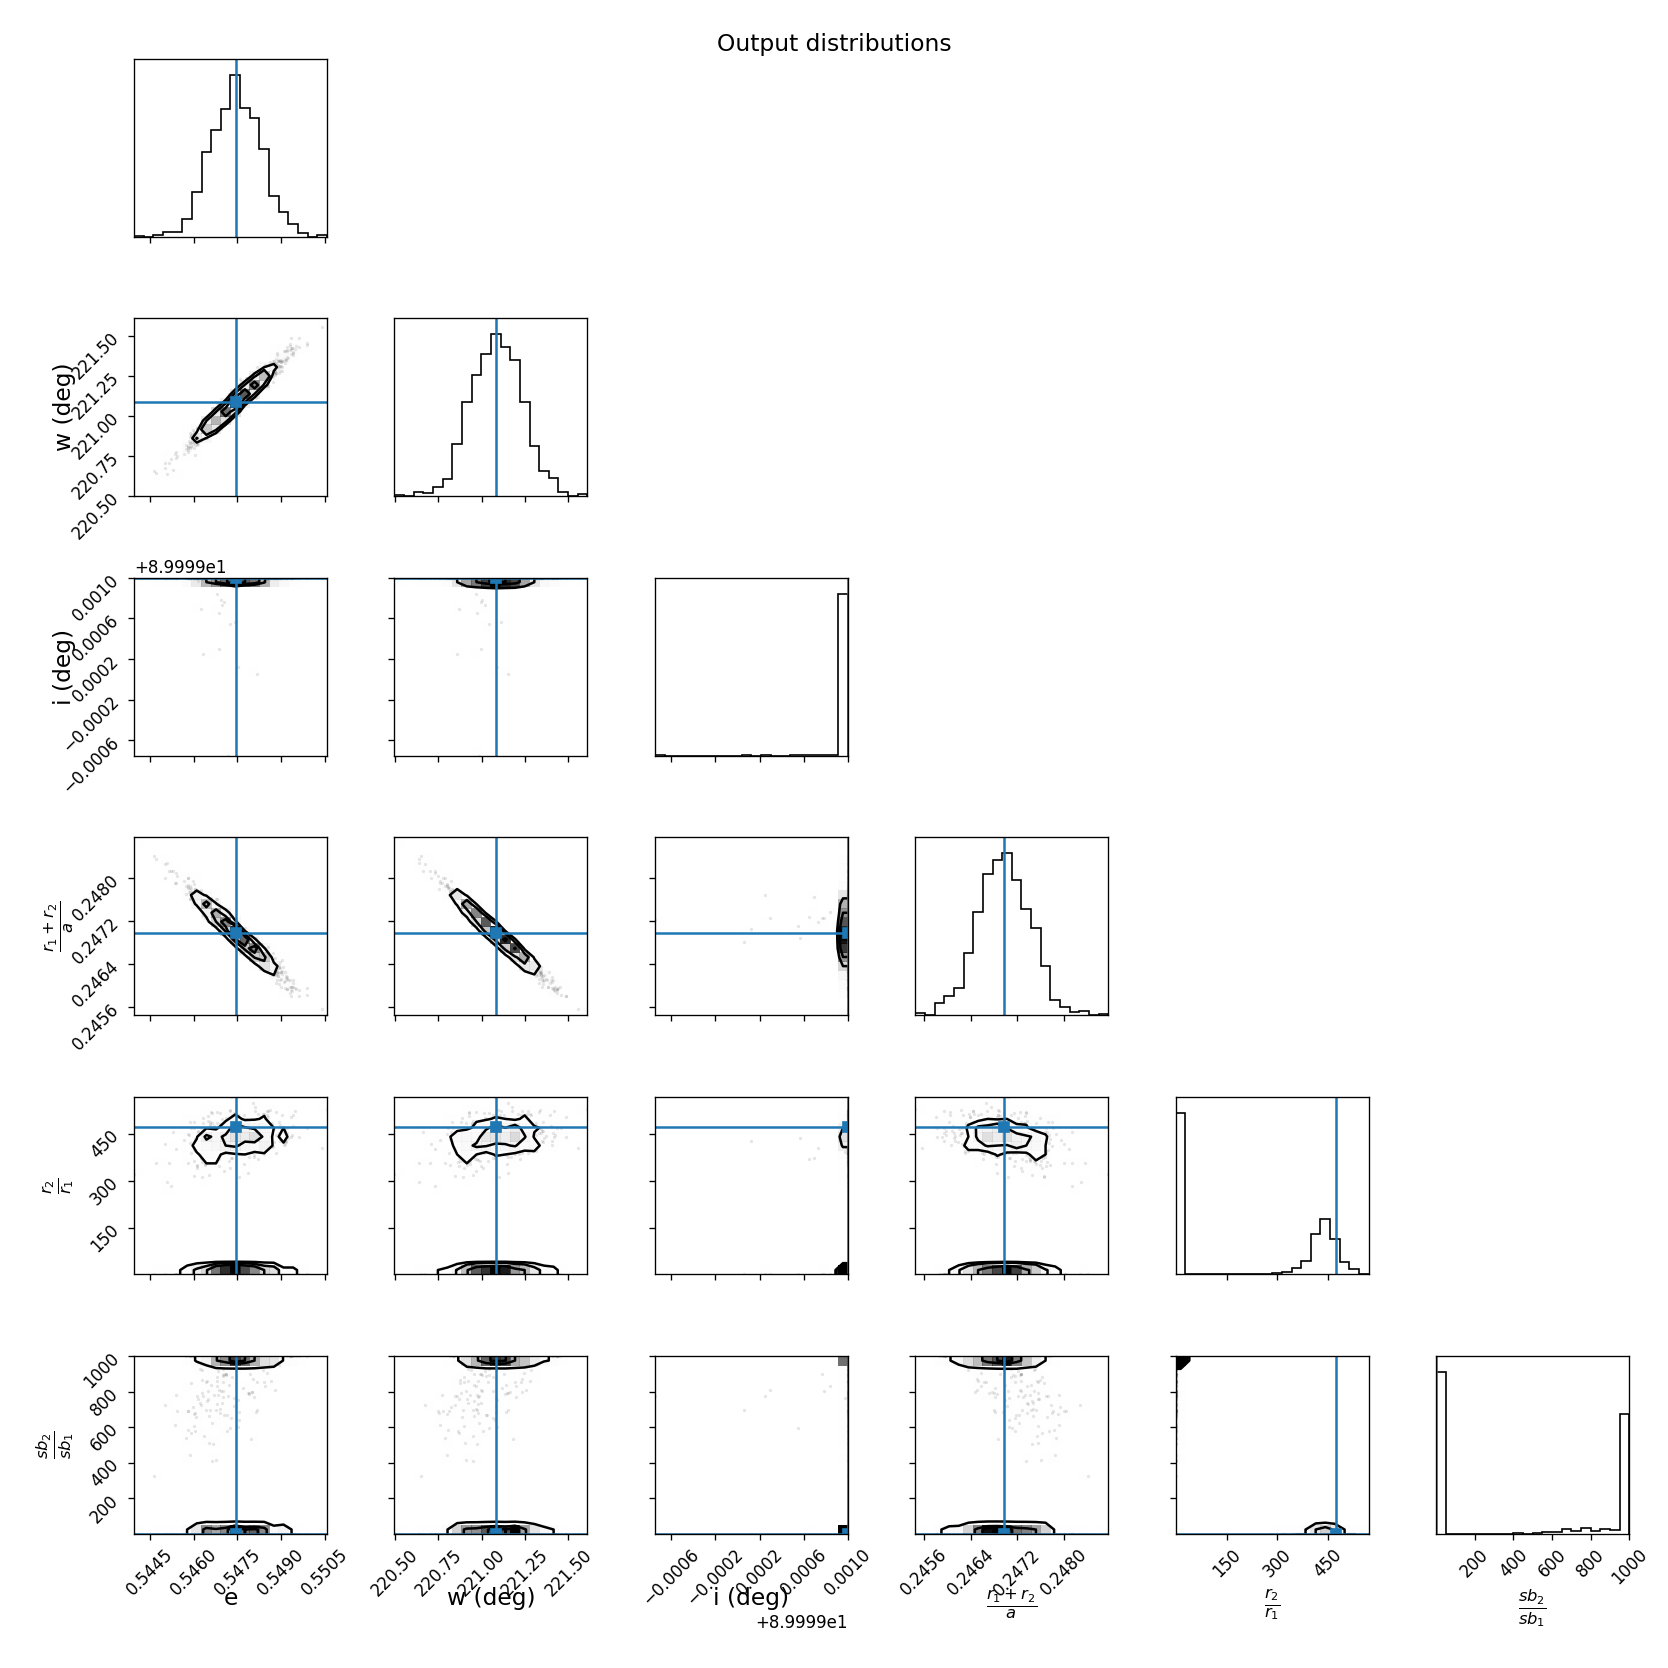 Output distributions
w (deg)
221.50
221.25
221.00
220.75
220.50
+8.9999e1
i (deg)
0.0010
0.0006
0.0002
−0.0002
−0.0006
r1 + r2
a
0.2480
0.2472
0.2464
0.2456
r2
r1
450
300
150
sb2
sb1
1000
800
600
400
200
0.5445 0.5460 0.5475 0.5490 0.5505
e
220.50 220.75 221.00 221.25 221.50
w (deg)
−0.0006 −0.0002 0.0002 0.0006 0.0010
i (deg)
+8.9999e1
0.2456 0.2464 0.2472 0.2480
r1 + r2
a
150 300 450
r2
r1
200 400 600 800 1000
sb2
sb1